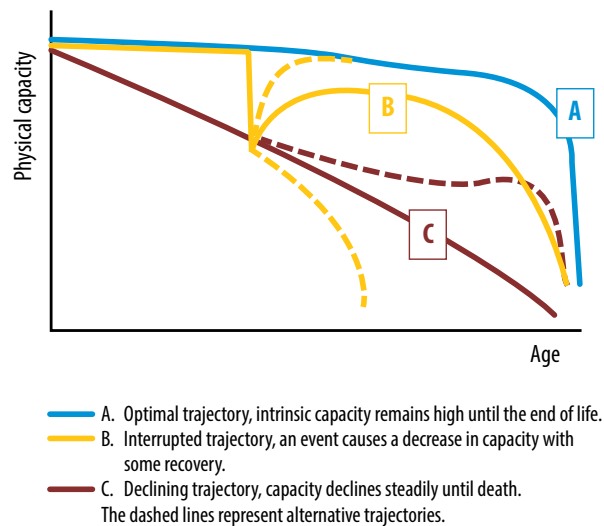 Physical capacity
A
B
C
Age
A. Optimal trajectory, intrinsic capacity remains high until the end of life.
B. Interrupted trajectory, an event causes a decrease in capacity with
some recovery.
C. Declining trajectory, capacity declines steadily until death.
The dashed lines represent alternative trajectories.